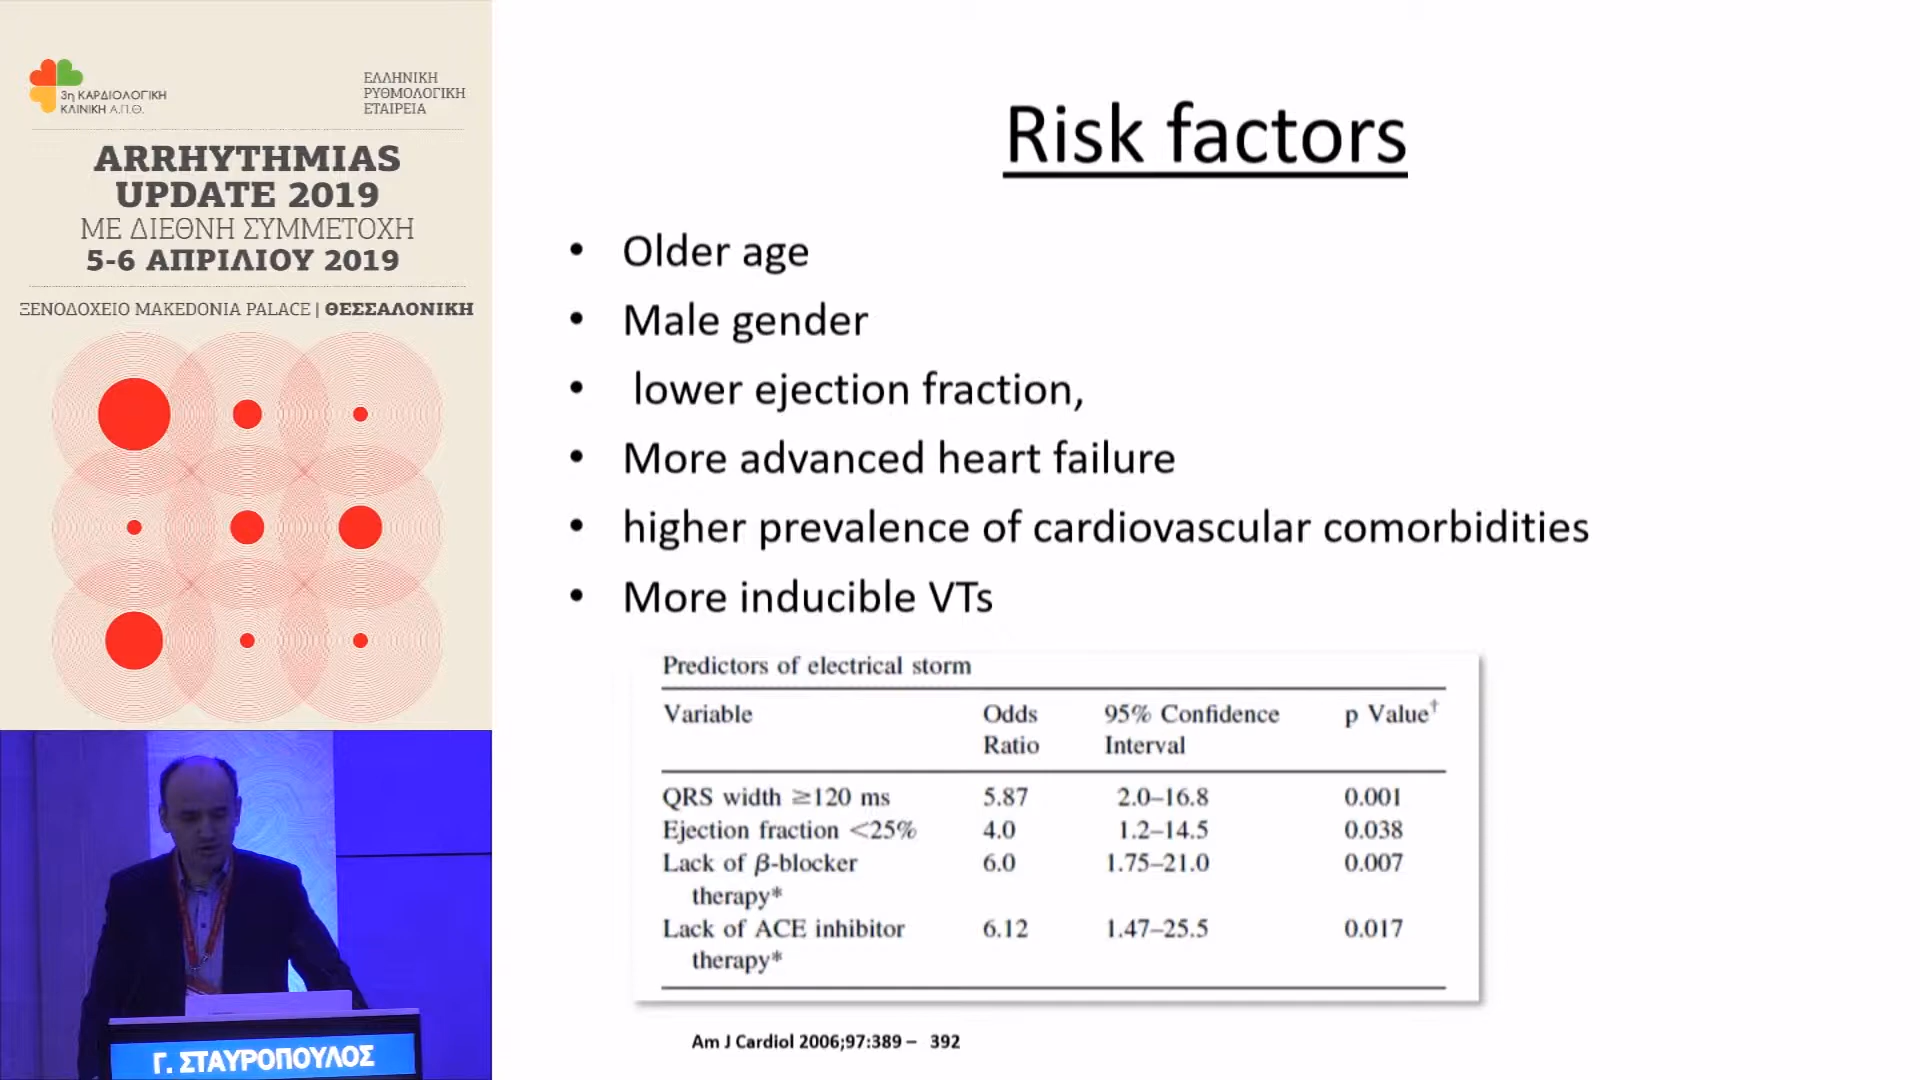 3η ΚΑΡΔΙΟΛΟΓΙΚΗ
ΚΛΙΝΙΚΗ Α.Π.Θ.
ΕΛΛΗΝΙΚΗ
ΡΥΘΜΟΛΟΓΙΚΗ
ΕΤΑΙΡΕΙΑ
ARRHYTHMIAS
UPDATE 2019
ΜΕ ΔΙΕΘΝΗ ΣΥΜΜΕΤΟΧΗ
5-6 ΑΠΡΙΛΙΟΥ 2019
ΞΕΝΟΔΟΧΕΙΟ MAKEDONIA PALACE | ΘΕΣΣΑΛΟΝΙΚΗ
Γ. ΣΤΑΥΡΟΠΟΥΛΟΣ
Risk factors
• Older age
• Male gender
• lower ejection fraction,
• More advanced heart failure
• higher prevalence of cardiovascular comorbidities
• More inducible VTs
Predictors of electrical storm
Variable Odds 95% Confidence p Value†
Ratio Interval
QRS width ≥120 ms 5.87 2.0–16.8 0.001
Ejection fraction <25% 4.0 1.2–14.5 0.038
Lack of β-blocker 6.0 1.75–21.0 0.007
therapy*
Lack of ACE inhibitor 6.12 1.47–25.5 0.017
therapy*
Am J Cardiol 2006;97:389 – 392